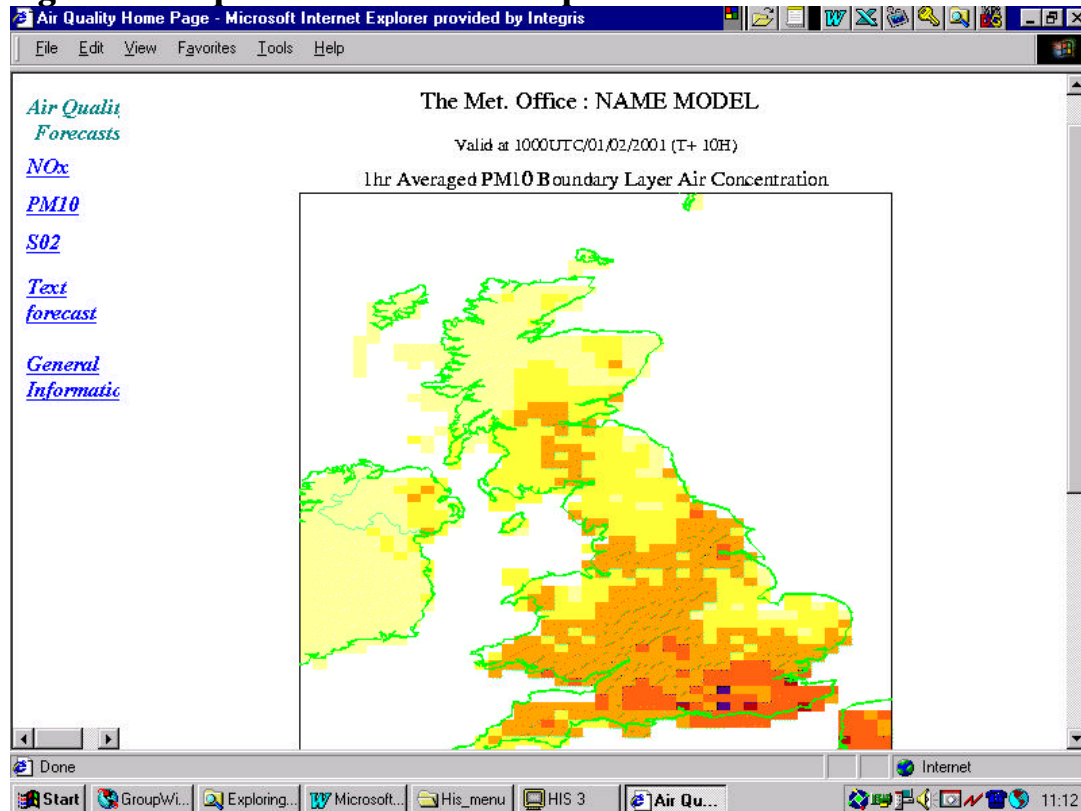 Air Quality Home Page - Microsoft Internet Explorer provided by Integris
File Edit View Favorites Tools Help
Air Qualit
Forecasts
NOx
PM10
S02
Text
forecast
General
Informatic
The Met. Office : NAME MODEL
Valid at 1000UTC/01/02/2001 (T+ 10H)
1hr Averaged PM10 Boundary Layer Air Concentration
Done
Internet
Start GroupWi... Exploring... Microsoft... His_menu HIS 3 Air Qu... 11:12